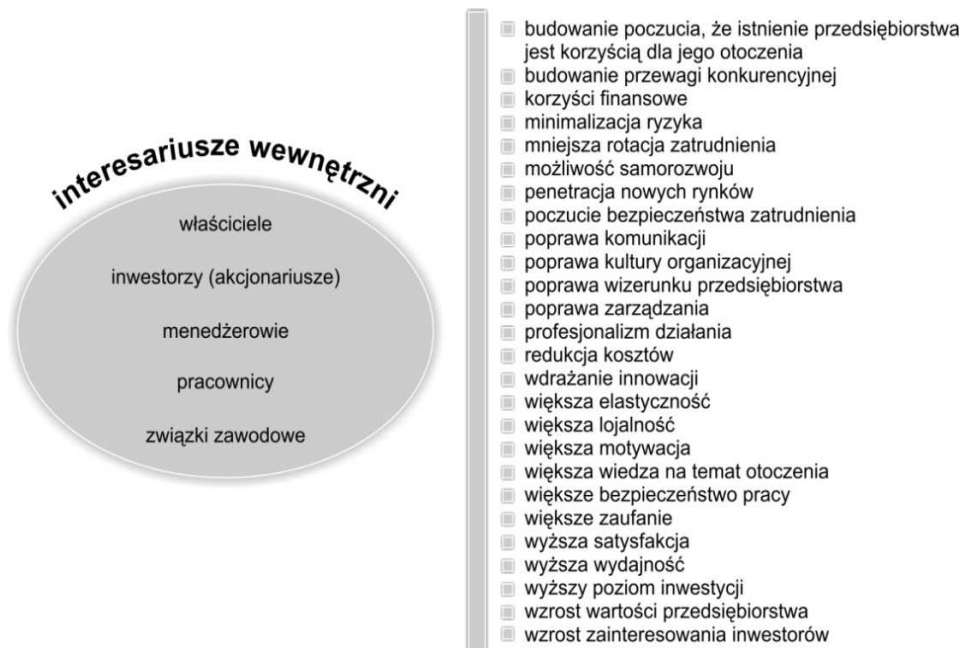 interesariusze wewnętrzni
właściciele
inwestorzy (akcjonariusze)
menedżerowie
pracownicy
związki zawodowe
budowanie poczucia, że istnienie przedsiębiorstwa
jest korzyścią dla jego otoczenia
budowanie przewagi konkurencyjnej
korzyści finansowe
minimalizacja ryzyka
mniejsza rotacja zatrudnienia
możliwość samorozwoju
penetracja nowych rynków
poczucie bezpieczeństwa zatrudnienia
poprawa komunikacji
poprawa kultury organizacyjnej
poprawa wizerunku przedsiębiorstwa
poprawa zarządzania
profesjonalizm działania
redukcja kosztów
wdrażanie innowacji
większa elastyczność
większa lojalność
większa motywacja
większa wiedza na temat otoczenia
większe bezpieczeństwo pracy
większe zaufanie
wyższa satysfakcja
wyższa wydajność
wyższy poziom inwestycji
wzrost wartości przedsiębiorstwa
wzrost zainteresowania inwestorów